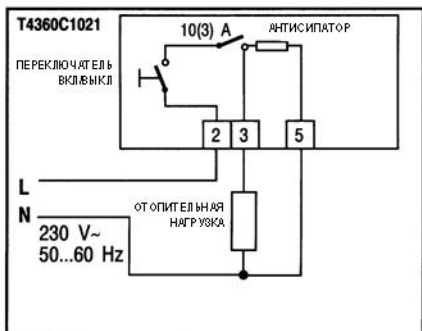 T4360C1021
10(3) A
АНТИСИПАТОР
ПЕРЕКЛЮЧАТЕЛЬ
ВКЛ/ВЫКЛ
2 3 5
L
N
ОТОПИТЕЛЬНАЯ
НАГРУЗКА
230 V~
50...60 Hz